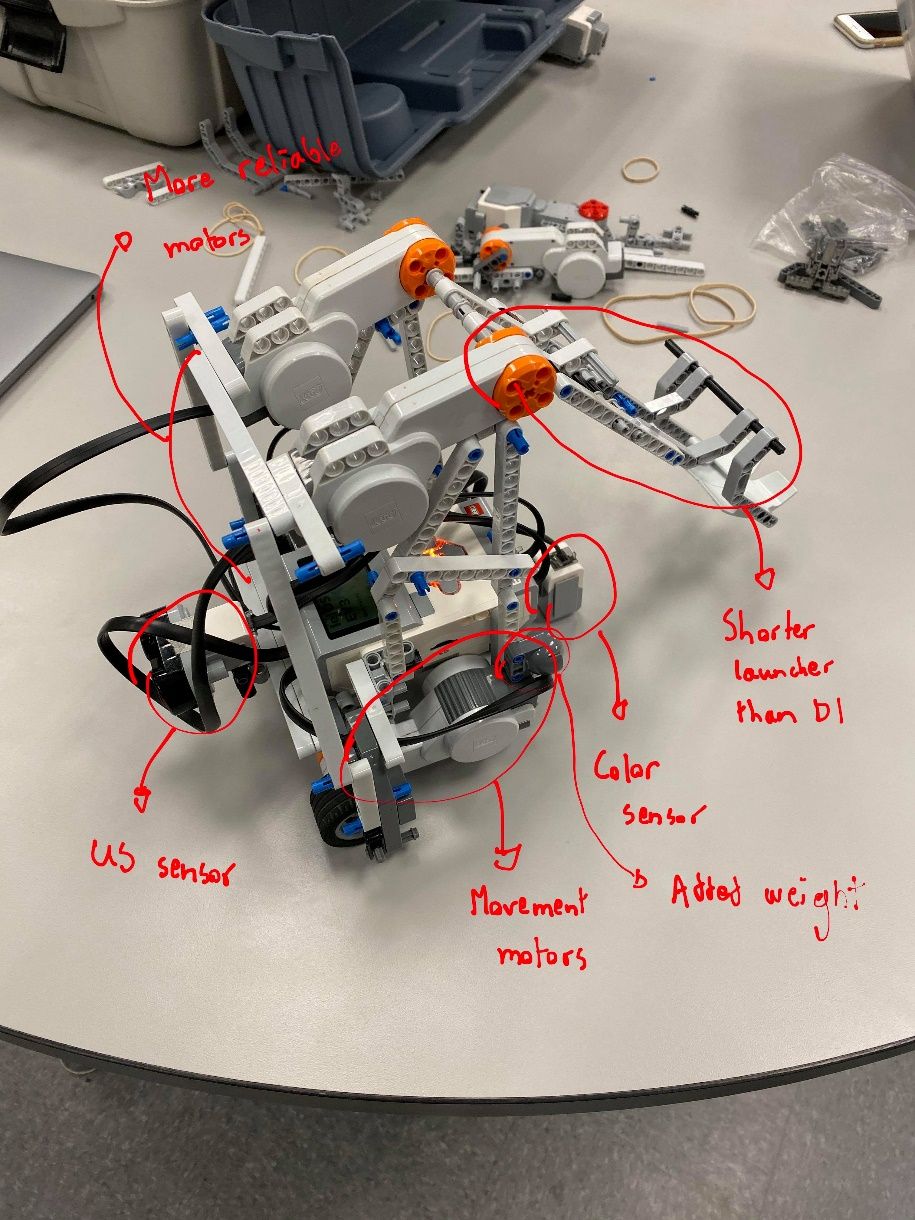 More reliable
motors
Shorter
launcher
than D1
Color
sensor
US sensor
Added weight
Movement
motors